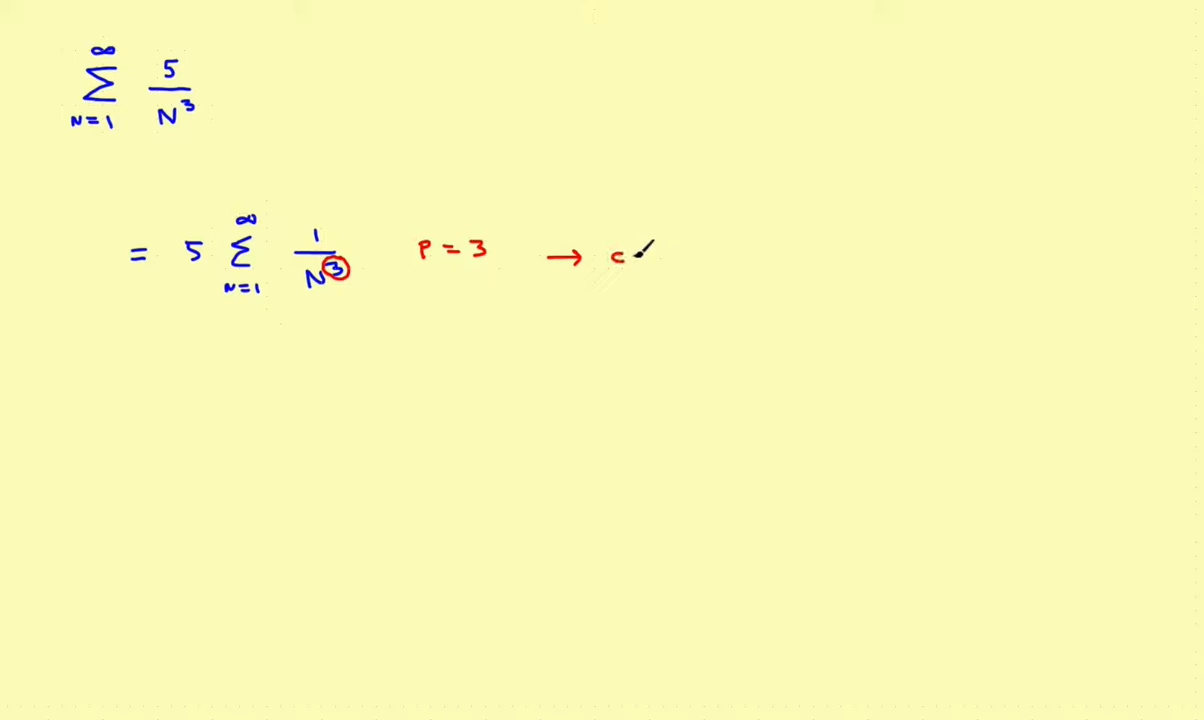 ∞
∑ 5/N³
N=1
∞
= 5 ∑ 1/N³ P = 3 → c
N=1